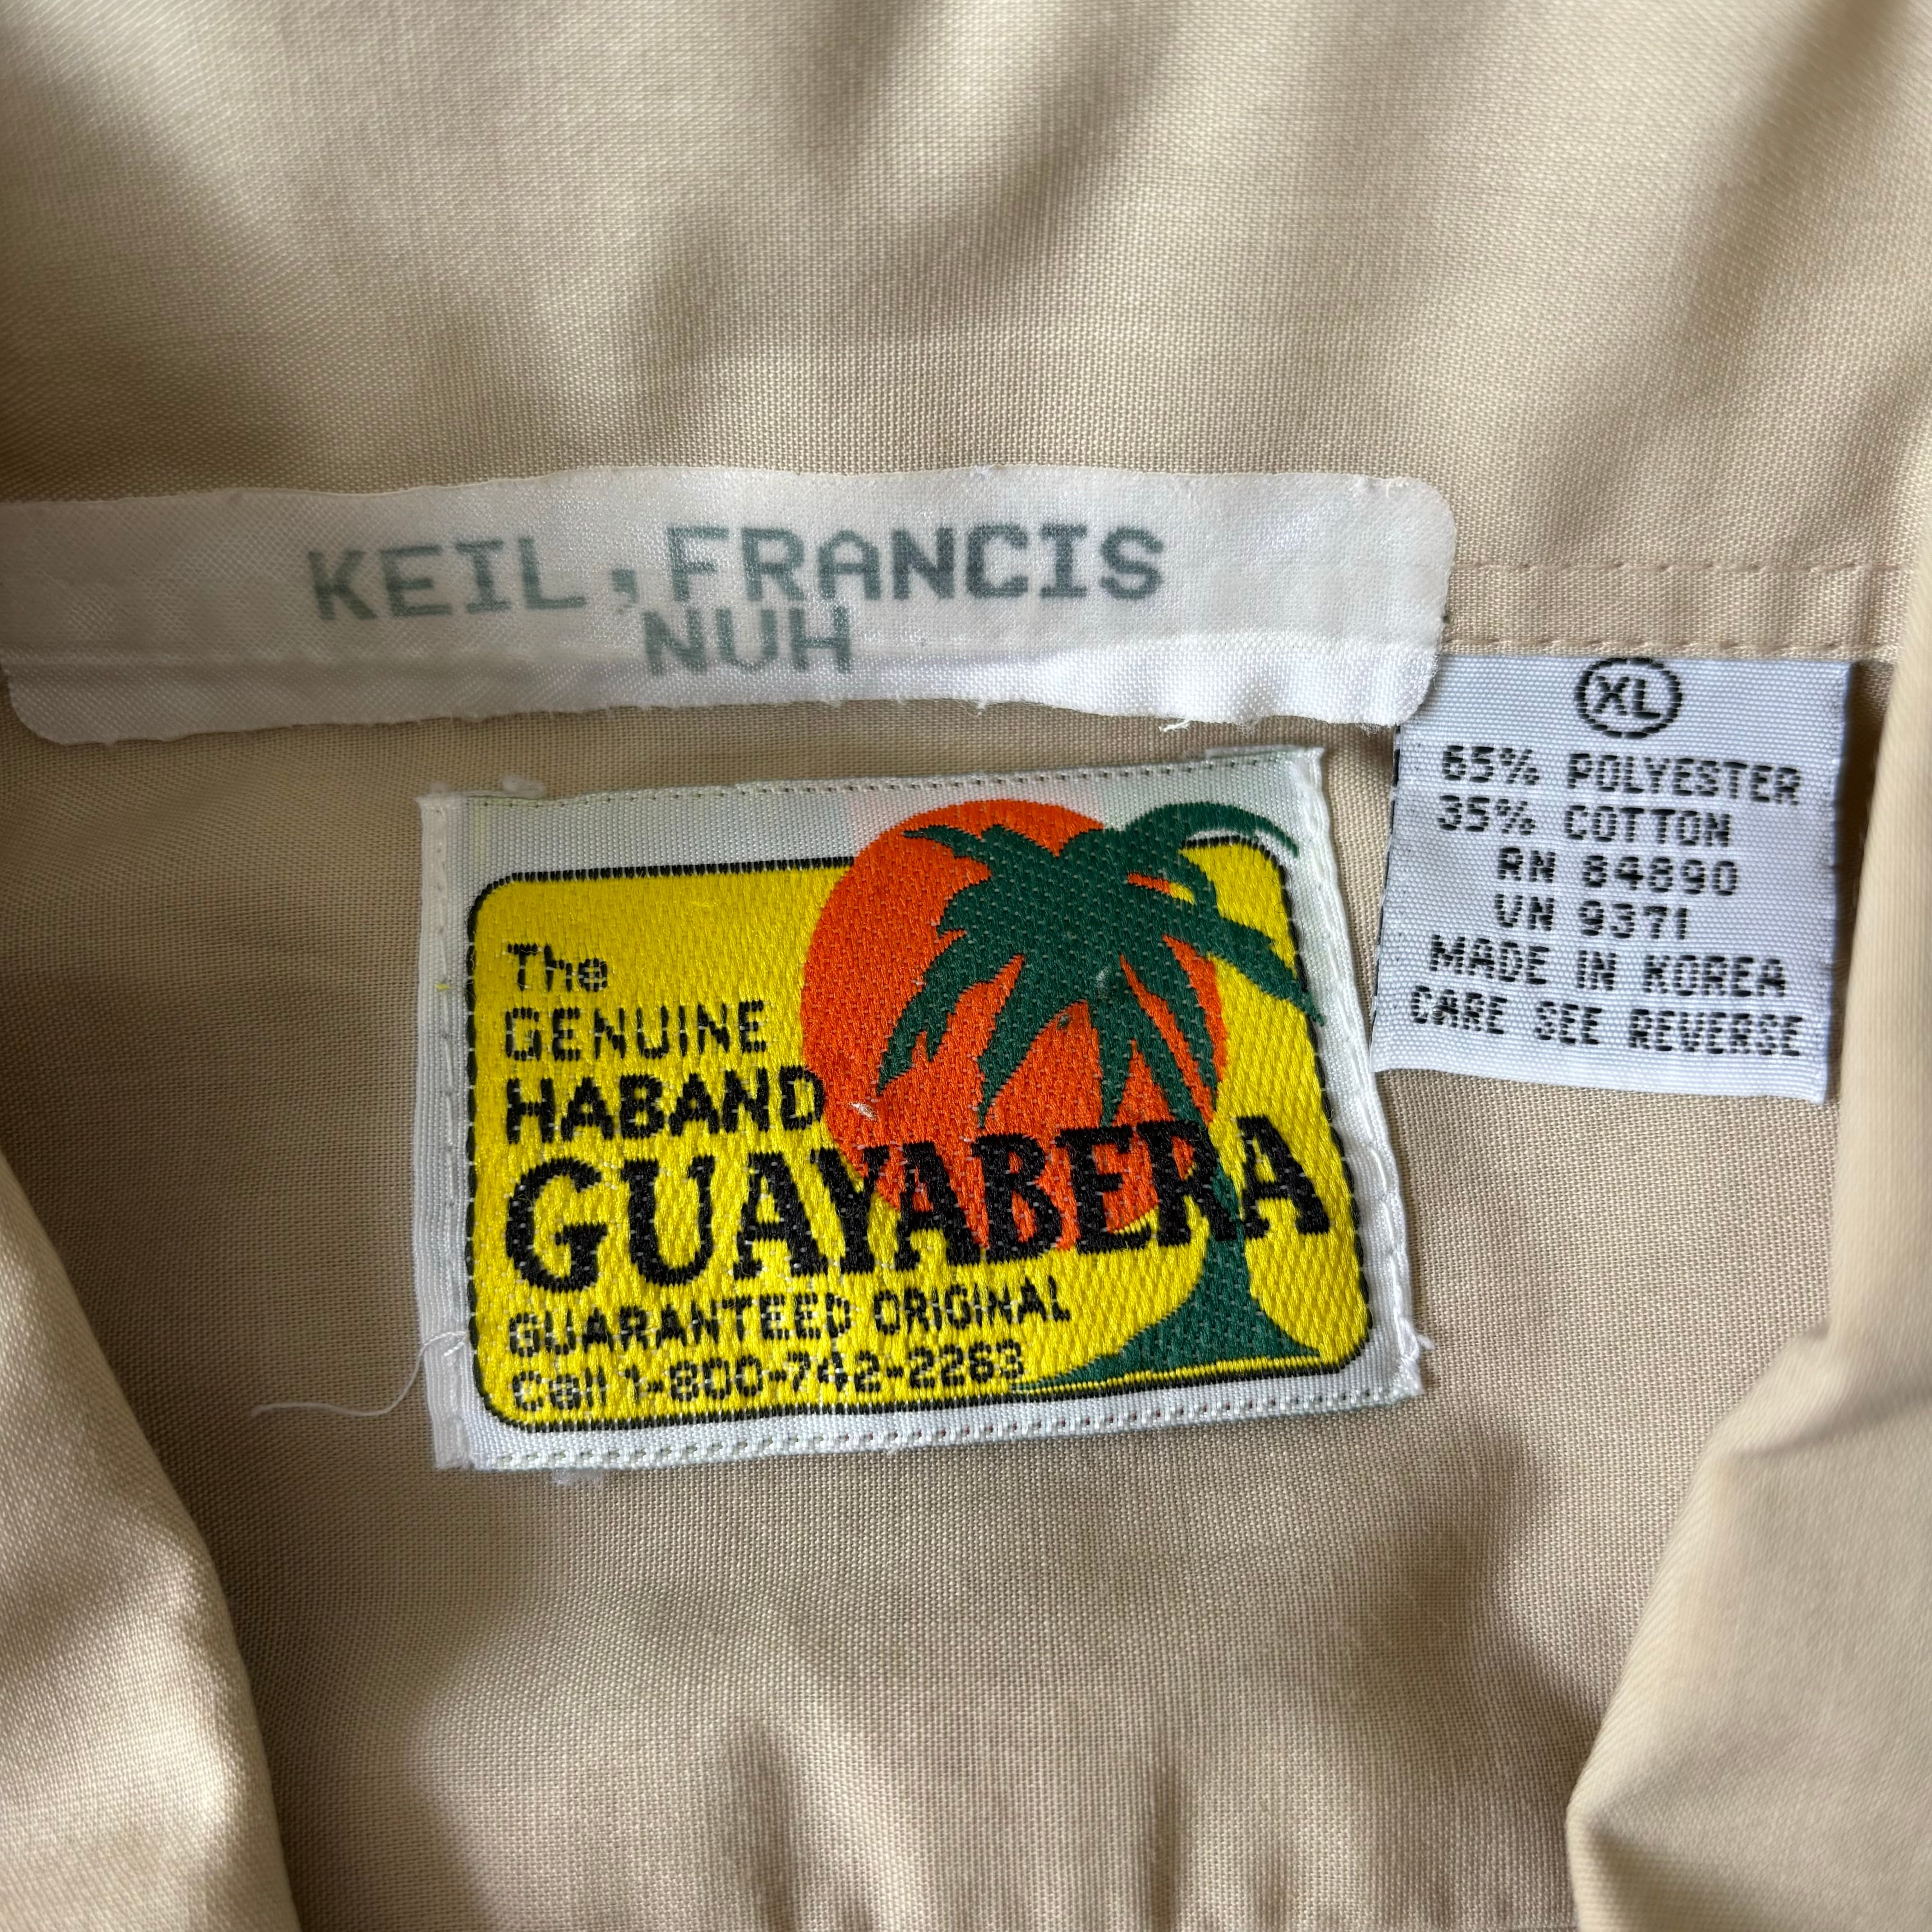 KEIL, FRANCIS
NUH
XL
65% POLYESTER
35% COTTON
RN 84890
VN 9371
MADE IN KOREA
CARE SEE REVERSE
The
GENUINE
HABAND
GUAYABERA
GUARANTEED ORIGINAL
Call 1-800-742-2263